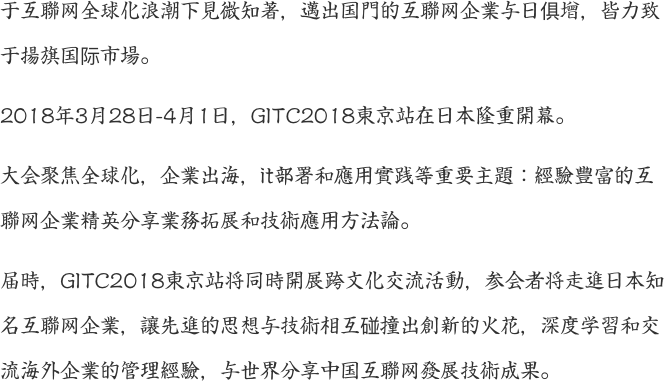 于互聯网全球化浪潮下見微知著，邁出国門的互聯网企業与日俱增，皆力致
于揚旗国际市場。
2018年3月28日-4月1日，GITC2018東京站在日本隆重開幕。
大会聚焦全球化，企業出海，it部署和應用實践等重要主題：經驗豐富的互
聯网企業精英分享業務拓展和技術應用方法論。
届時，GITC2018東京站将同時開展跨文化交流活動，参会者将走進日本知
名互聯网企業，讓先進的思想与技術相互碰撞出創新的火花，深度学習和交
流海外企業的管理經驗，与世界分享中国互聯网發展技術成果。